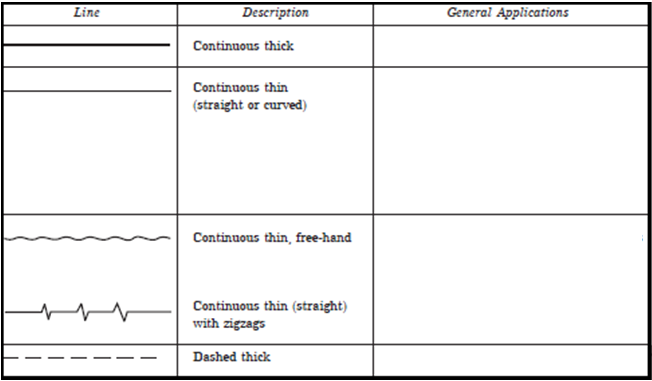 Line Description General Applications
Continuous thick
Continuous thin
(straight or curved)
Continuous thin, free-hand
Continuous thin (straight)
with zigzags
Dashed thick